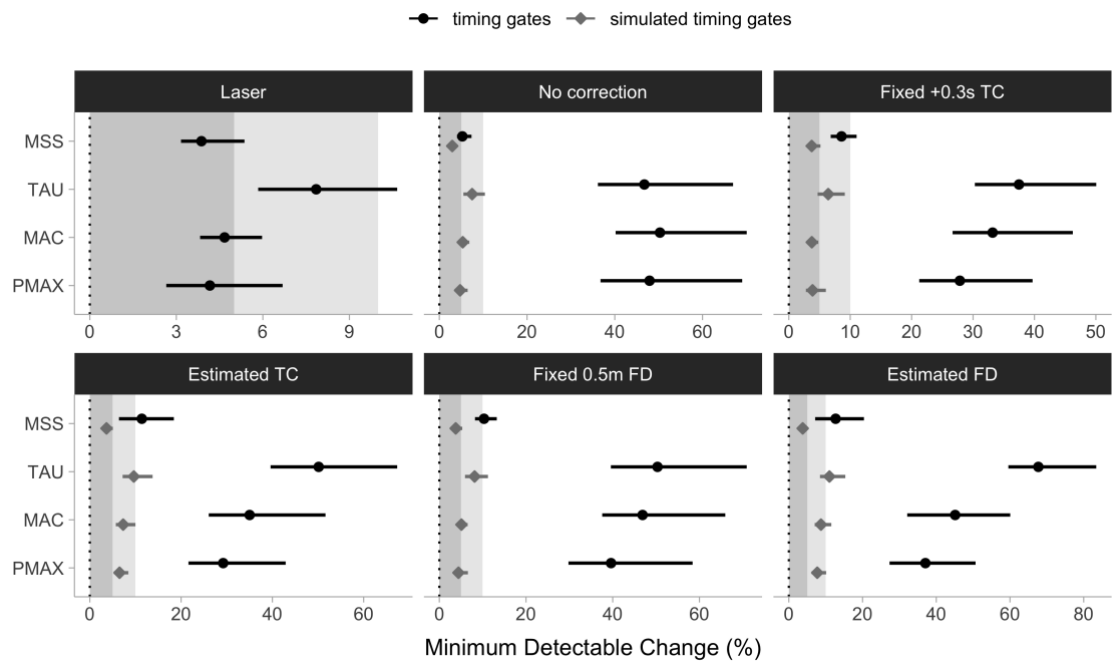 timing gates simulated timing gates
Laser No correction Fixed +0.3s TC
MSS
TAU
MAC
PMAX
0 3 6 9 0 20 40 60 0 10 20 30 40 50
Estimated TC Fixed 0.5m FD Estimated FD
MSS
TAU
MAC
PMAX
0 20 40 60 0 20 40 60 0 20 40 60 80
Minimum Detectable Change (%)